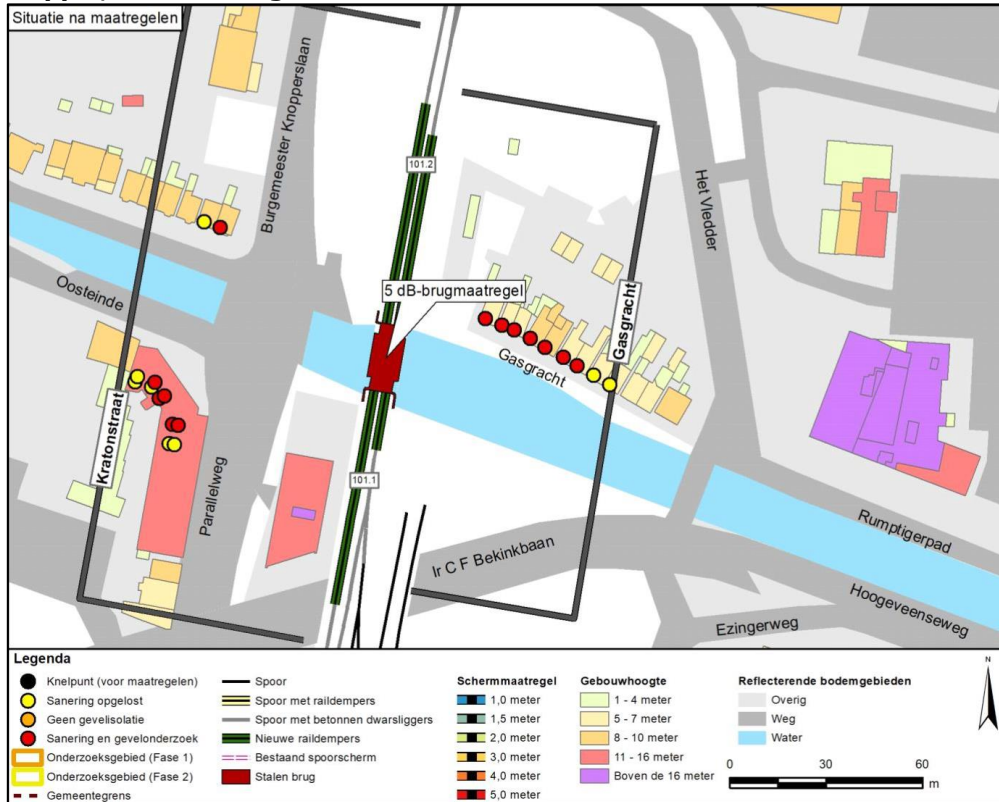 Situatie na maatregelen
Burgemeester Knopperslaan
101.2
Het Vledder
5 dB-brugmaatregel
Oosteinde
Gasgracht
Gasgracht
Kratonstraat
Parallelweg
101.1
Ir C F Bekinkbaan
Rumptigerpad
Hoogeveenseweg
Ezingerweg
Legenda
Knelpunt (voor maatregelen)
Sanering opgelost
Geen gevelisolatie
Sanering en gevelonderzoek
Onderzoeksgebied (Fase 1)
Onderzoeksgebied (Fase 2)
Gemeentegrens
Spoor
Spoor met raildempers
Spoor met betonnen dwarsliggers
Nieuwe raildempers
Bestaand spoorscherm
Stalen brug
Schermmaatregel
1,0 meter
1,5 meter
2,0 meter
3,0 meter
4,0 meter
5,0 meter
Gebouwhoogte
1 - 4 meter
5 - 7 meter
8 - 10 meter
11 - 16 meter
Boven de 16 meter
Reflecterende bodemgebieden
Overig
Weg
Water
N
0 30 60
m